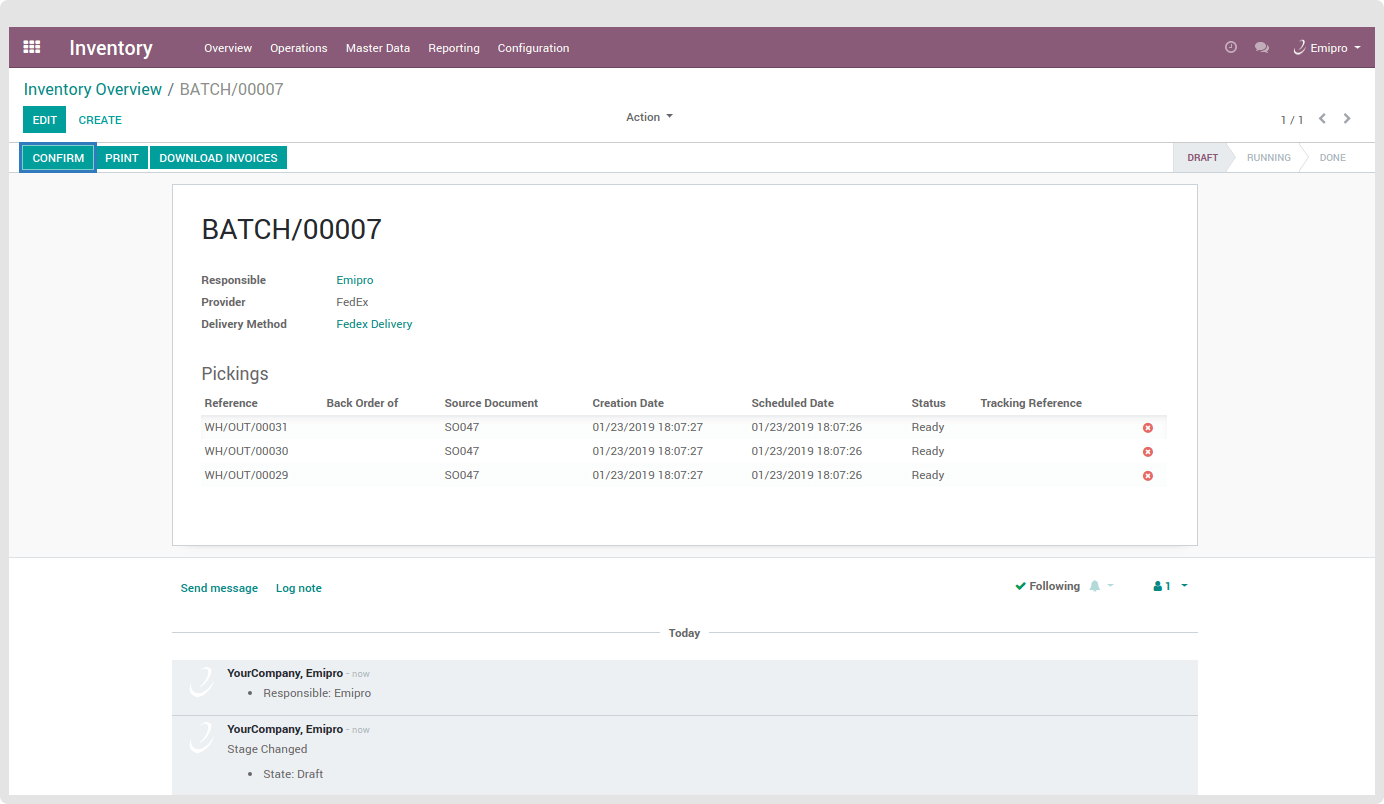 Inventory Overview Operations Master Data Reporting Configuration Emipro
Inventory Overview / BATCH/00007
EDIT CREATE Action 1 / 1
CONFIRM PRINT DOWNLOAD INVOICES DRAFT RUNNING DONE
BATCH/00007
Responsible Emipro
Provider FedEx
Delivery Method Fedex Delivery
Pickings
Reference Back Order of Source Document Creation Date Scheduled Date Status Tracking Reference
WH/OUT/00031 SO047 01/23/2019 18:07:27 01/23/2019 18:07:26 Ready
WH/OUT/00030 SO047 01/23/2019 18:07:27 01/23/2019 18:07:26 Ready
WH/OUT/00029 SO047 01/23/2019 18:07:27 01/23/2019 18:07:26 Ready
Send message Log note Following 1
Today
YourCompany, Emipro - now
• Responsible: Emipro
YourCompany, Emipro - now
Stage Changed
• State: Draft